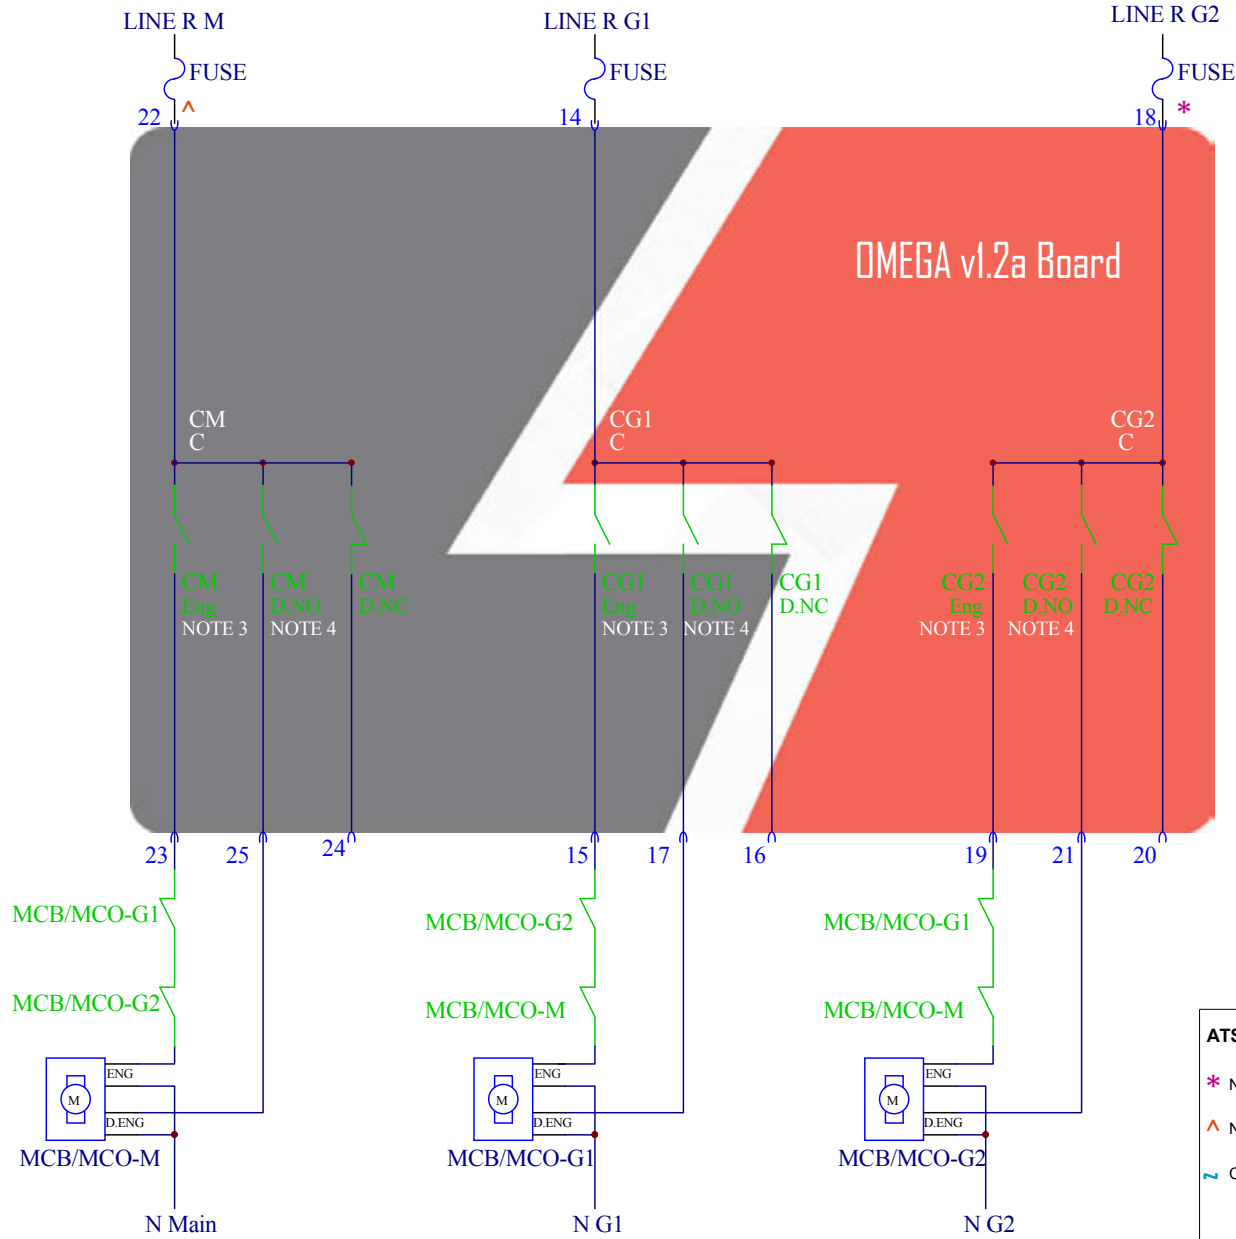 LINE R M
LINE R G1
LINE R G2
FUSE
FUSE
FUSE
22 ^
14
18 *
OMEGA v1.2a Board
CM
C
CG1
C
CG2
C
CM
Eng
NOTE 3
CM
D.NO
NOTE 4
CM
D.NC
CG1
Eng
NOTE 3
CG1
D.NO
NOTE 4
CG1
D.NC
CG2
Eng
NOTE 3
CG2
D.NO
NOTE 4
CG2
D.NC
23
25
24
15
17
16
19
21
20
MCB/MCO-G1
MCB/MCO-G2
MCB/MCO-G1
MCB/MCO-G2
MCB/MCO-M
MCB/MCO-M
ENG
M
D.ENG
ENG
M
D.ENG
ENG
M
D.ENG
MCB/MCO-M
MCB/MCO-G1
MCB/MCO-G2
N Main
N G1
N G2
ATS
* N
^ N
~